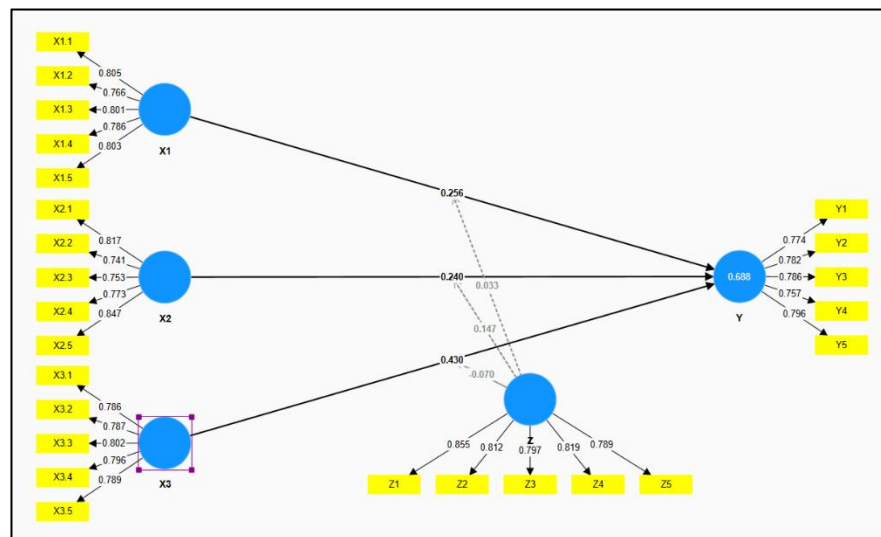 X1.1
0.805
X1.2
0.766
X1.3
0.801
X1.4
0.786
X1.5
0.803
X1
X2.1
0.817
X2.2
0.741
X2.3
0.753
X2.4
0.773
X2.5
0.847
X2
X3.1
0.786
X3.2
0.787
X3.3
0.802
X3.4
0.796
X3.5
0.789
X3
0.256
0.240
0.430
0.033
0.147
-0.070
0.688
Y
Y1
0.774
Y2
0.782
Y3
0.786
Y4
0.757
Y5
0.796
Z
0.855
0.812
0.797
0.819
0.789
Z1
Z2
Z3
Z4
Z5